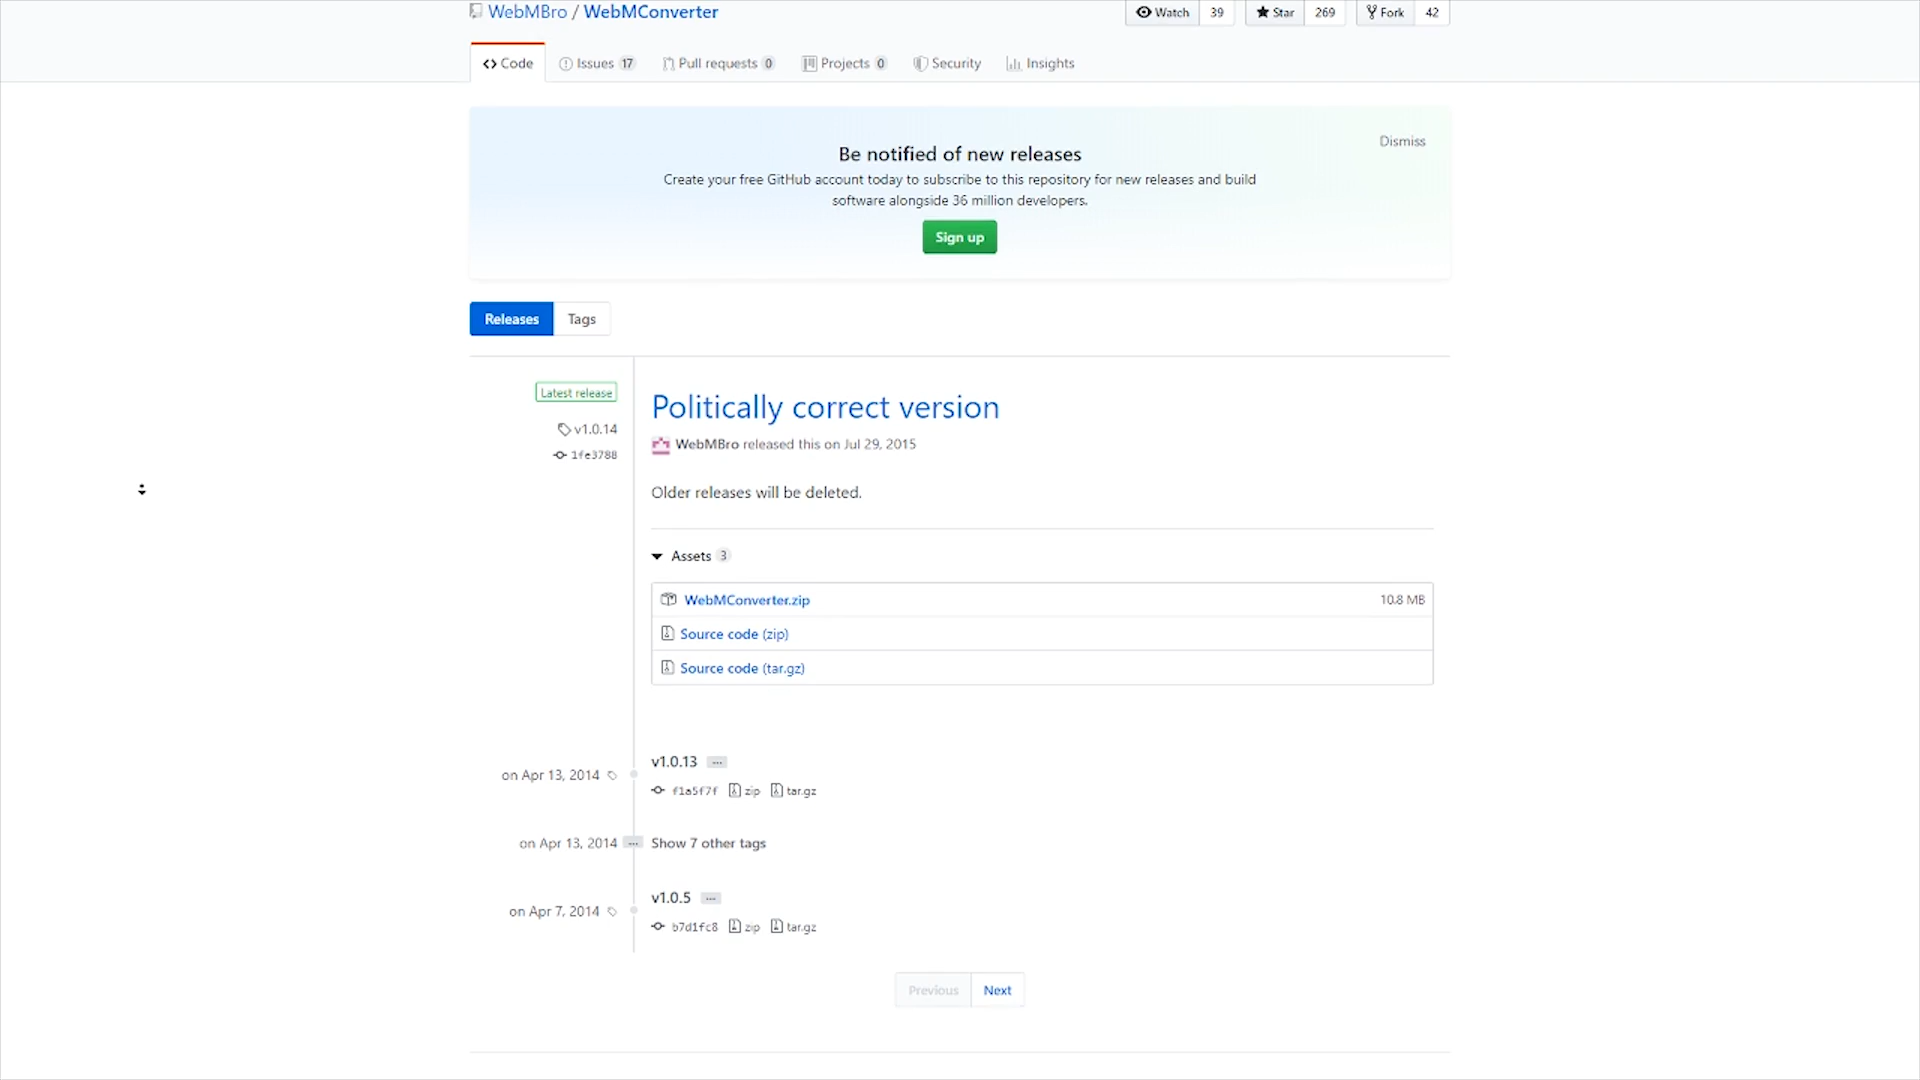 WebMBro / WebMConverter
Watch 39 Star 269 Fork 42
Code Issues 17 Pull requests 0 Projects 0 Security Insights
Dismiss
Be notified of new releases
Create your free GitHub account today to subscribe to this repository for new releases and build
software alongside 36 million developers.
Sign up
Releases Tags
Latest release
v1.0.14
1fe3788
Politically correct version
WebMBro released this on Jul 29, 2015
Older releases will be deleted.
Assets 3
WebMConverter.zip 10.8 MB
Source code (zip)
Source code (tar.gz)
on Apr 13, 2014
v1.0.13 ...
f1a5f7f zip tar.gz
on Apr 13, 2014 ... Show 7 other tags
on Apr 7, 2014
v1.0.5 ...
b7d1fc8 zip tar.gz
Previous Next